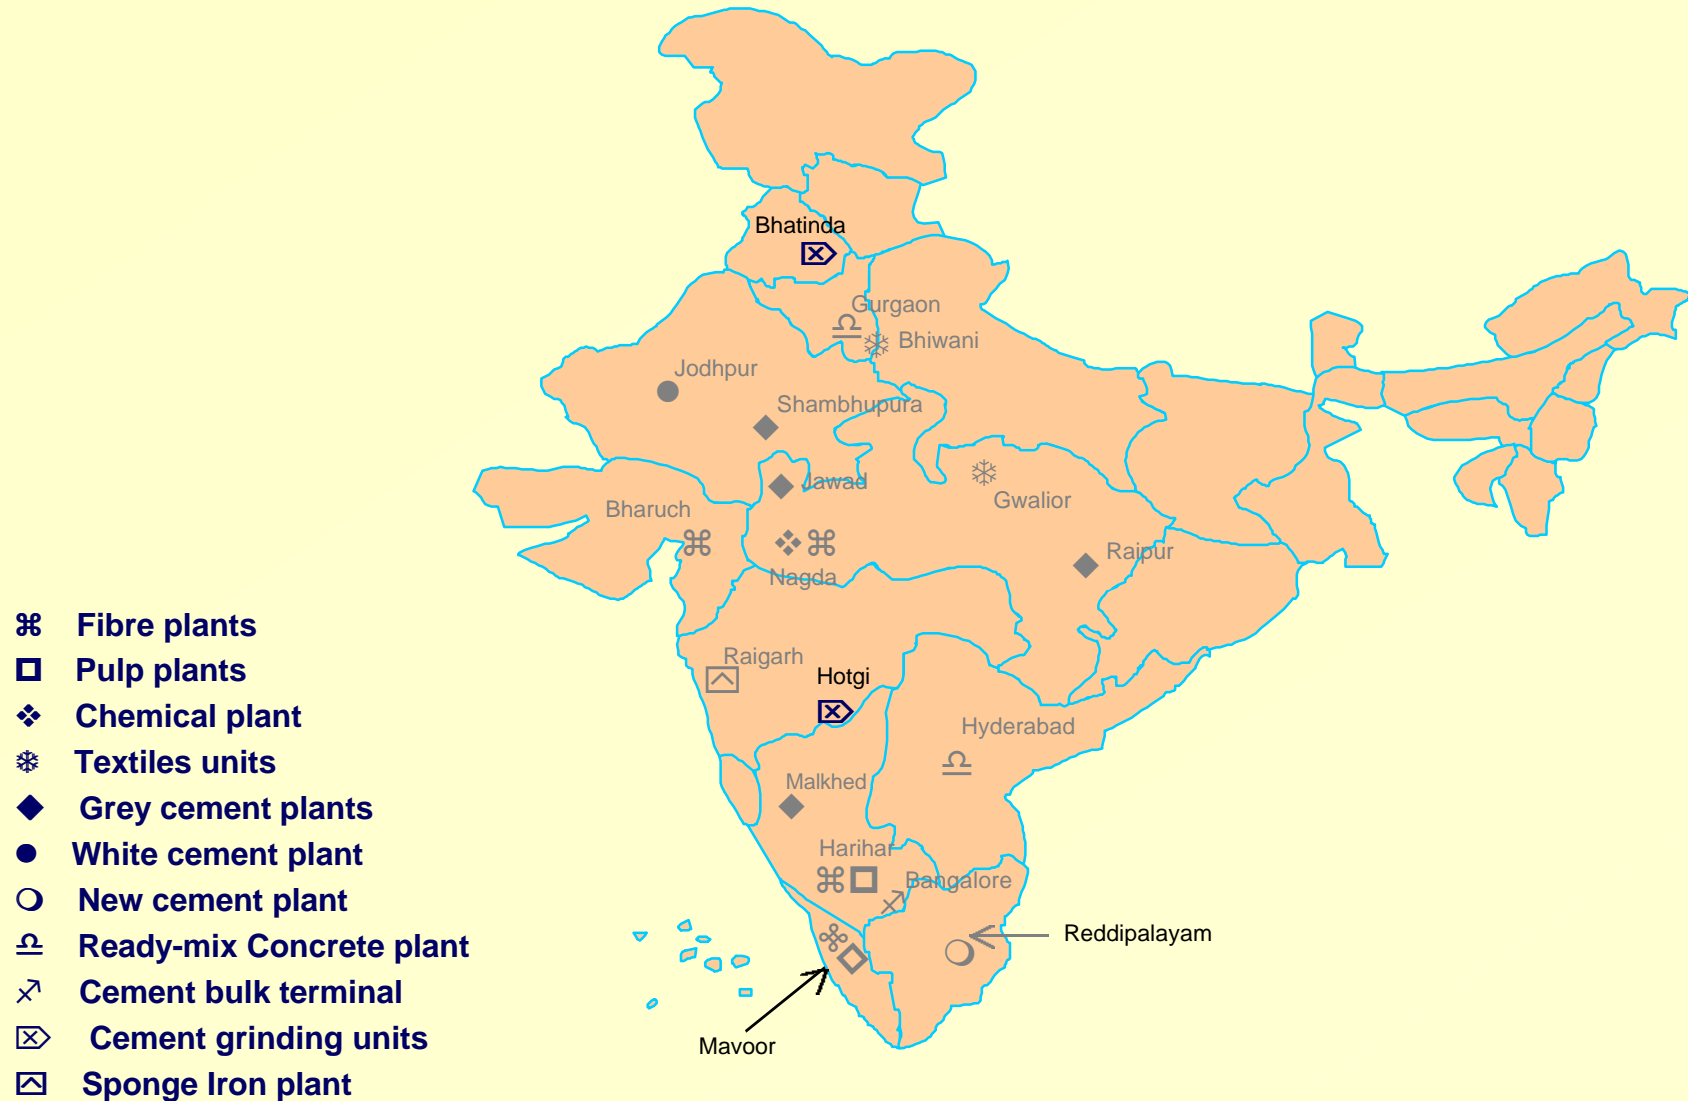 Bhatinda
Gurgaon
Bhiwani
Jodhpur
Shambhupura
Jawad
Gwalior
Bharuch
Raipur
Nagda
Raigarh
Hotgi
Hyderabad
Malkhed
Harihar
Bangalore
Reddipalayam
Mavoor
Fibre plants
Pulp plants
Chemical plant
Textiles units
Grey cement plants
White cement plant
New cement plant
Ready-mix Concrete plant
Cement bulk terminal
Cement grinding units
Sponge Iron plant